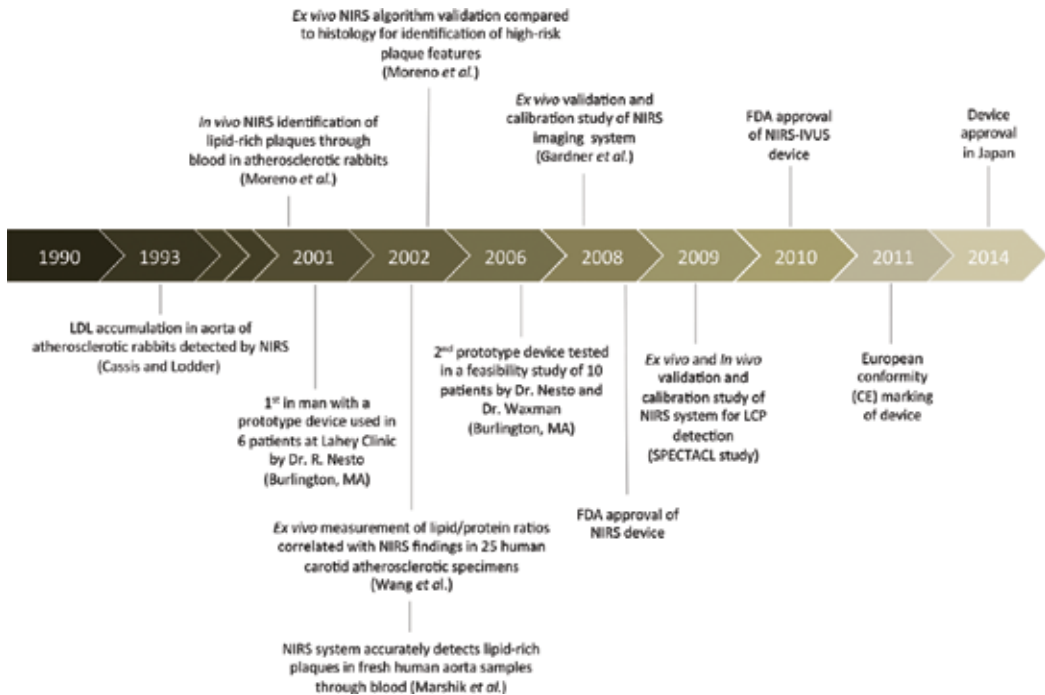 Ex vivo NIRS algorithm validation compared
to histology for identification of high-risk
plaque features
(Moreno et al.)
In vivo NIRS identification of
lipid-rich plaques through
blood in atherosclerotic rabbits
(Moreno et al.)
Ex vivo validation and
calibration study of NIRS
imaging system
(Gardner et al.)
FDA approval
of NIRS-IVUS
device
Device
approval
in Japan
1990
1993
2001
2002
2006
2008
2009
2010
2011
2014
LDL accumulation in aorta of
atherosclerotic rabbits detected by NIRS
(Cassis and Lodder)
1st in man with a
prototype device used in
6 patients at Lahey Clinic
by Dr. R. Nesto
(Burlington, MA)
Ex vivo measurement of lipid/protein ratios
correlated with NIRS findings in 25 human
carotid atherosclerotic specimens
(Wang et al.)
NIRS system accurately detects lipid-rich
plaques in fresh human aorta samples
through blood (Marshik et al.)
2nd prototype device tested
in a feasibility study of 10
patients by Dr. Nesto and
Dr. Waxman
(Burlington, MA)
FDA approval of
NIRS device
Ex vivo and In vivo
validation and
calibration study of
NIRS system for LCP
detection
(SPECTACL study)
European
conformity
(CE) marking
of device